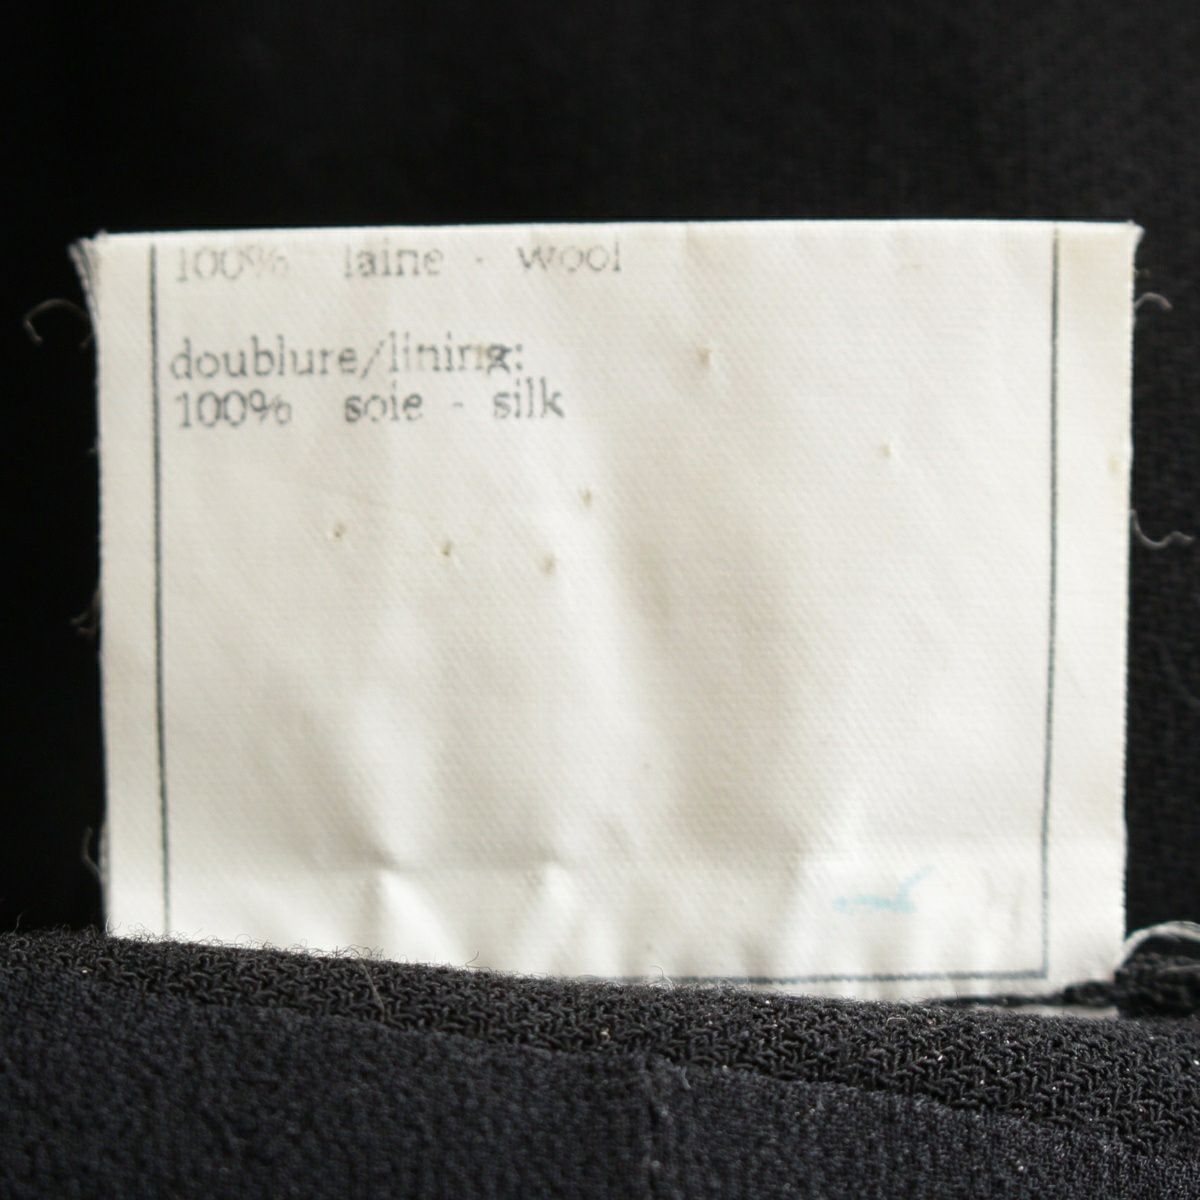 100% laine - wool
doublure/lining:
100% soie - silk